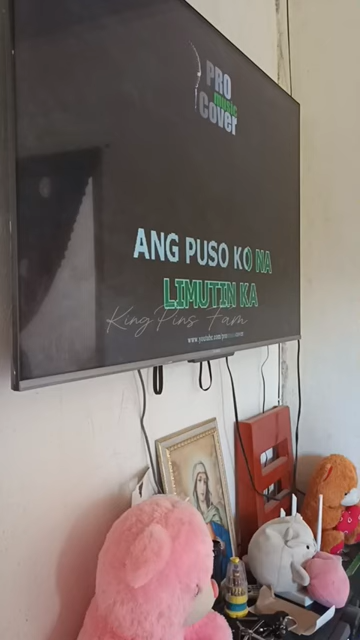 PRO
music
Cover
ANG PUSO KO NA
LIMUTIN KA
KingPins Fam